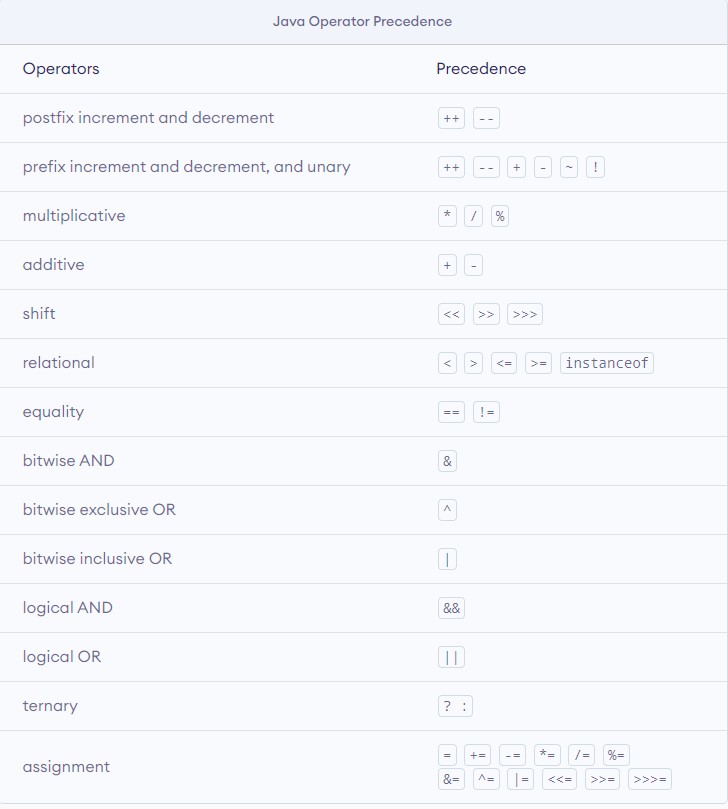 Java Operator Precedence
Operators Precedence
postfix increment and decrement ++ --
prefix increment and decrement, and unary ++ -- + - ~ !
multiplicative * / %
additive + -
shift << >> >>>
relational < > <= >= instanceof
equality == !=
bitwise AND &
bitwise exclusive OR ^
bitwise inclusive OR |
logical AND &&
logical OR ||
ternary ? :
assignment = += -= *= /= %=
&= ^= |= <<= >>= >>>=